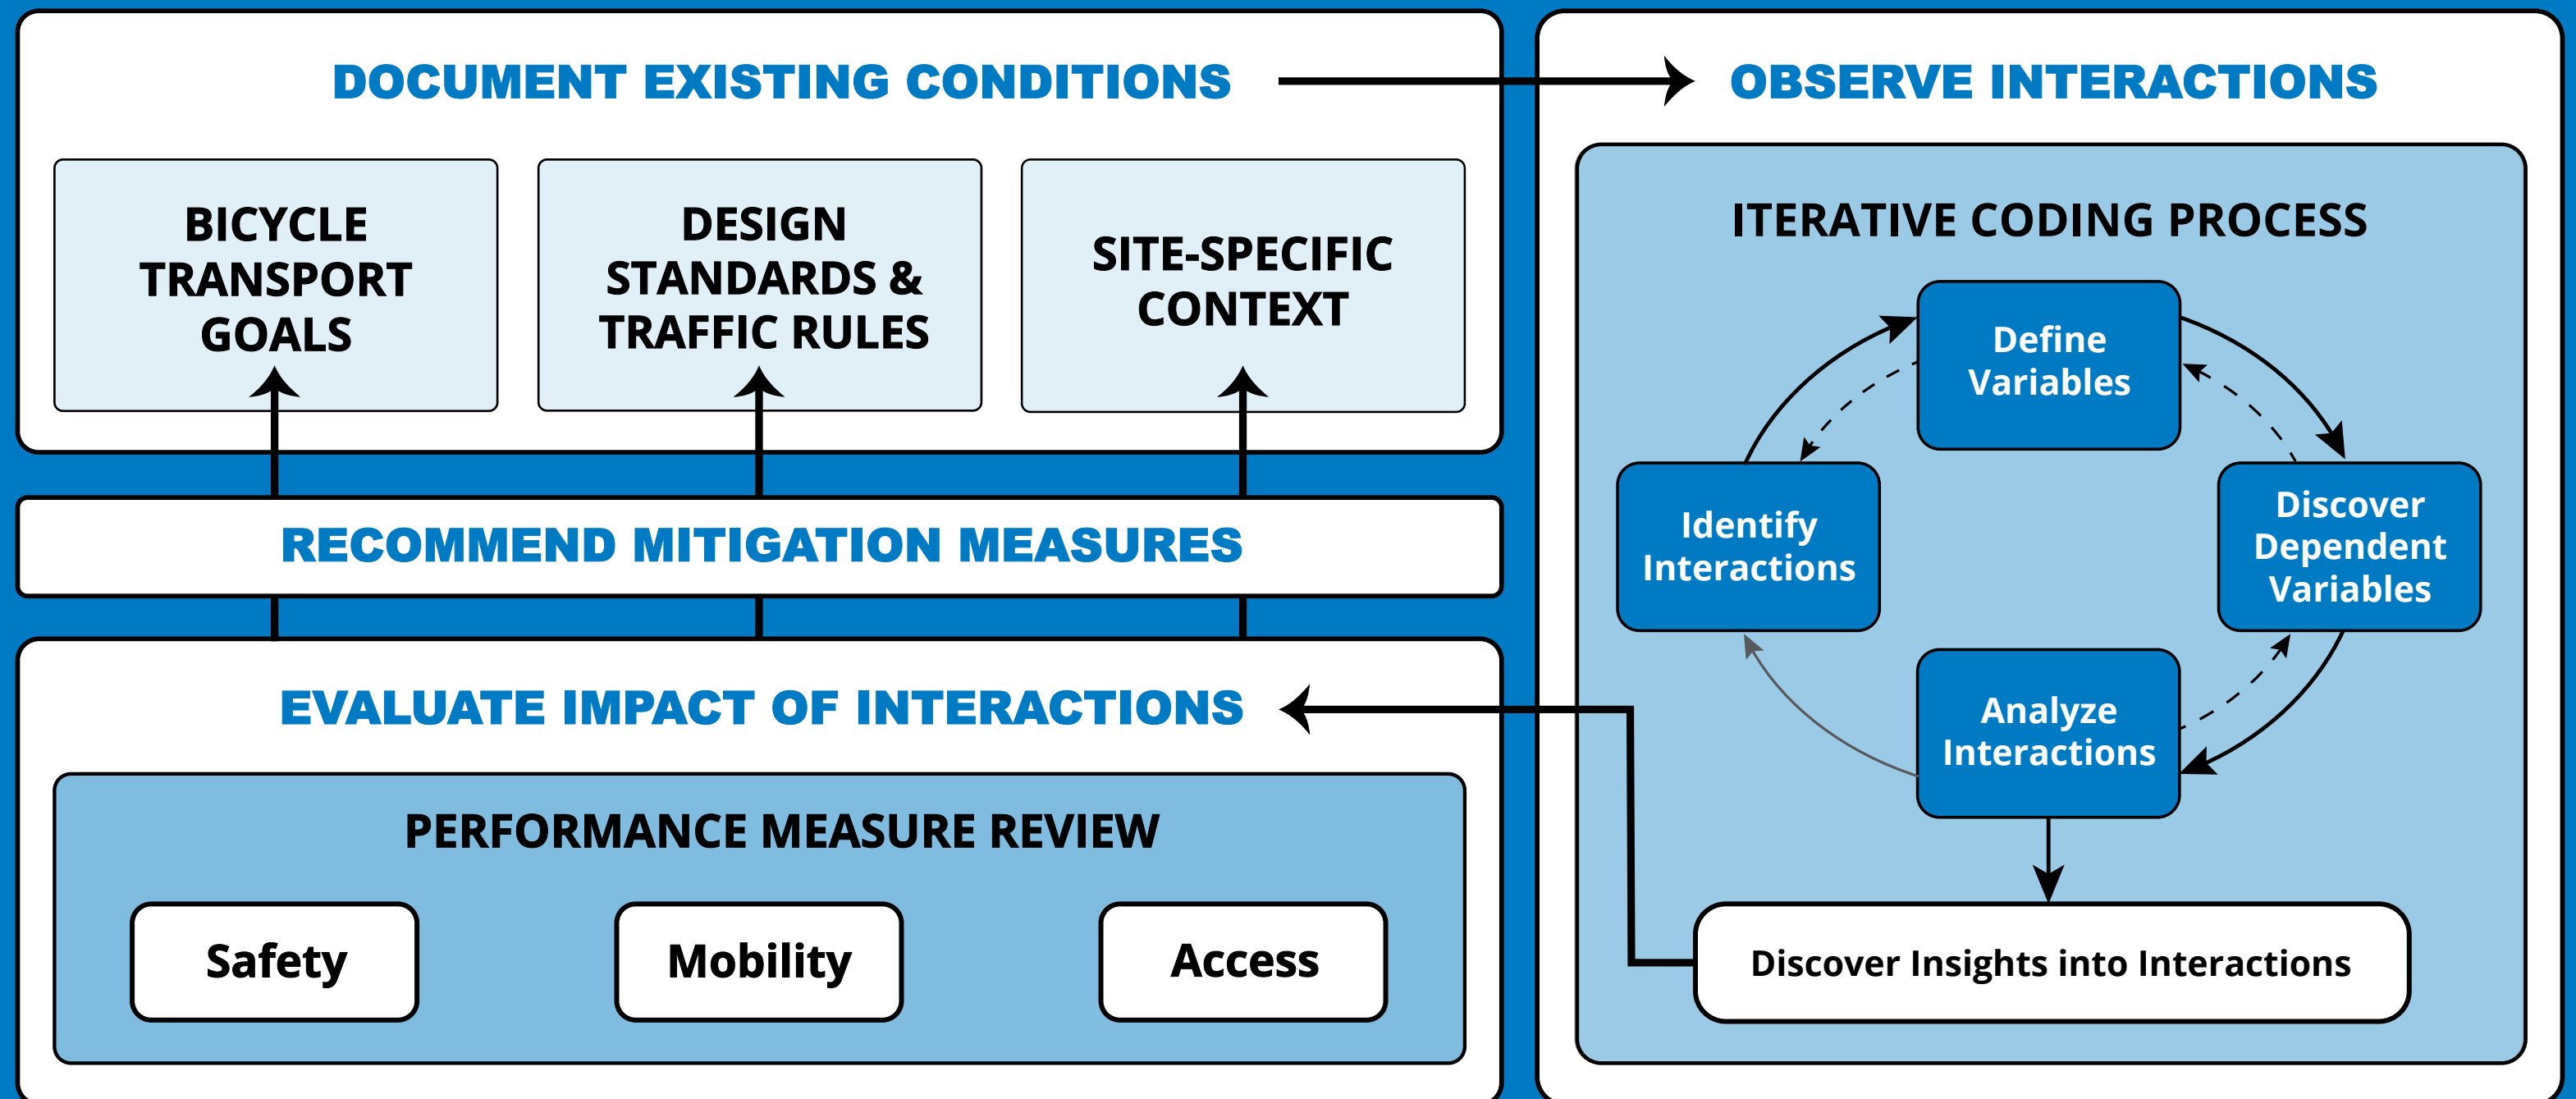 DOCUMENT EXISTING CONDITIONS
BICYCLE
TRANSPORT
GOALS
DESIGN
STANDARDS &
TRAFFIC RULES
SITE-SPECIFIC
CONTEXT
RECOMMEND MITIGATION MEASURES
EVALUATE IMPACT OF INTERACTIONS
PERFORMANCE MEASURE REVIEW
Safety
Mobility
Access
OBSERVE INTERACTIONS
ITERATIVE CODING PROCESS
Define
Variables
Identify
Interactions
Discover
Dependent
Variables
Analyze
Interactions
Discover Insights into Interactions